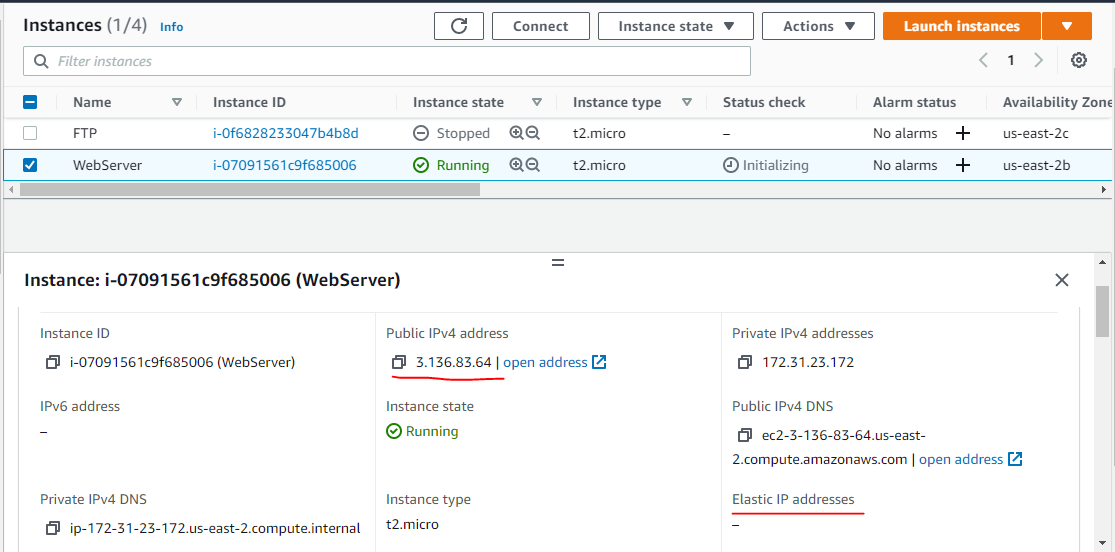 Instances (1/4) Info Connect Instance state Actions Launch instances
Filter instances 1
Name Instance ID Instance state Instance type Status check Alarm status Availability Zone
FTP i-0f6828233047b4b8d Stopped t2.micro – No alarms + us-east-2c
WebServer i-07091561c9f685006 Running t2.micro Initializing No alarms + us-east-2b
Instance: i-07091561c9f685006 (WebServer)
Instance ID Public IPv4 address Private IPv4 addresses
i-07091561c9f685006 (WebServer) 3.136.83.64 | open address 172.31.23.172
IPv6 address Instance state Public IPv4 DNS
– Running ec2-3-136-83-64.us-east-
2.compute.amazonaws.com | open address
Private IPv4 DNS Instance type Elastic IP addresses
ip-172-31-23-172.us-east-2.compute.internal t2.micro –